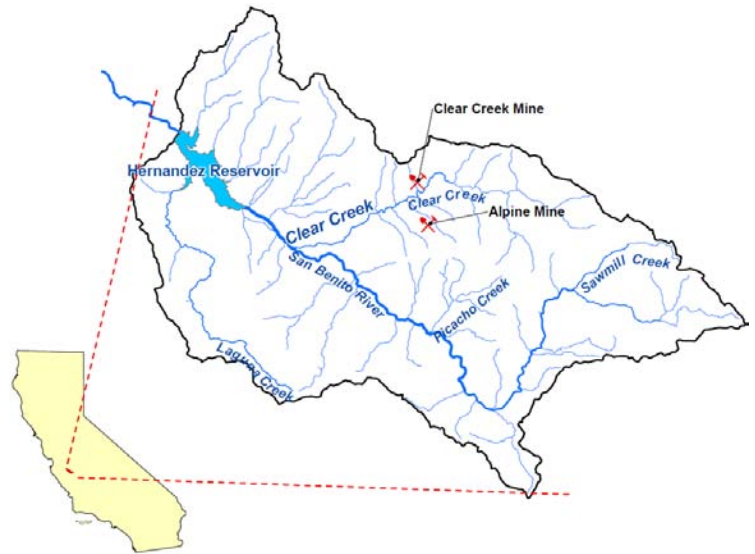 Clear Creek Mine
Hernandez Reservoir
Clear Creek
Alpine Mine
Clear Creek
San Benito River
Sawmill Creek
Picacho Creek
Laguna Creek